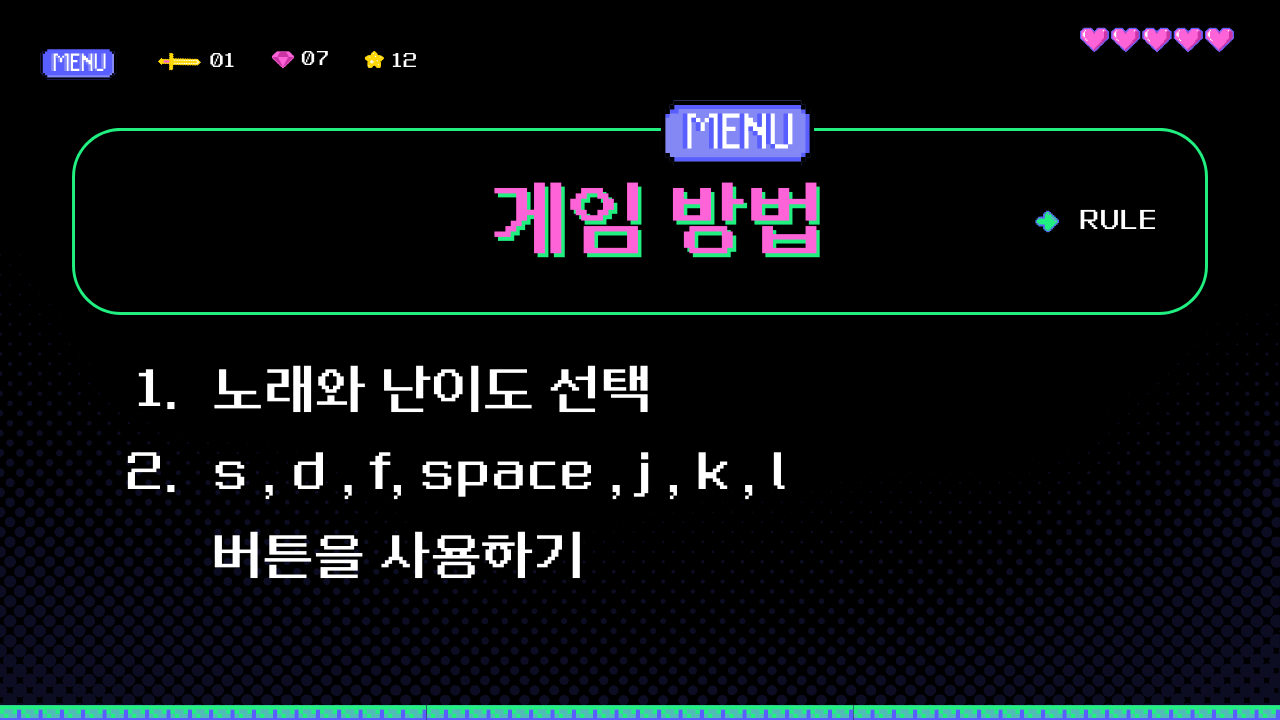 MENU 01 07 12
MENU
게임 방법
RULE
1. 노래와 난이도 선택
2. s , d , f, space , j , k , l
버튼을 사용하기